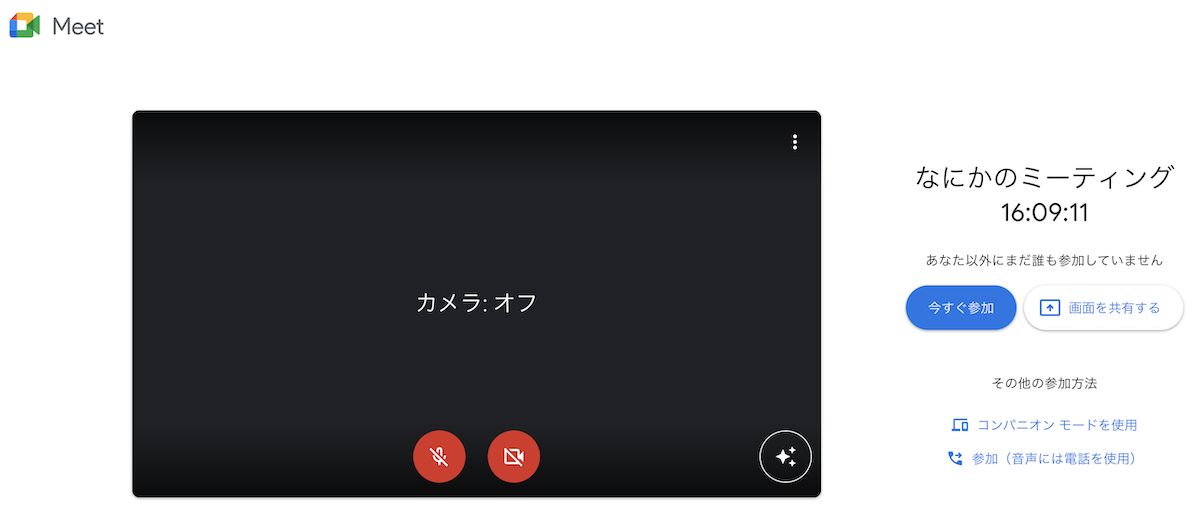 Meet
カメラ: オフ
なにかのミーティング
16:09:11
あなた以外にまだ誰も参加していません
今すぐ参加
画面を共有する
その他の参加方法
コンパニオン モードを使用
参加（音声には電話を使用）